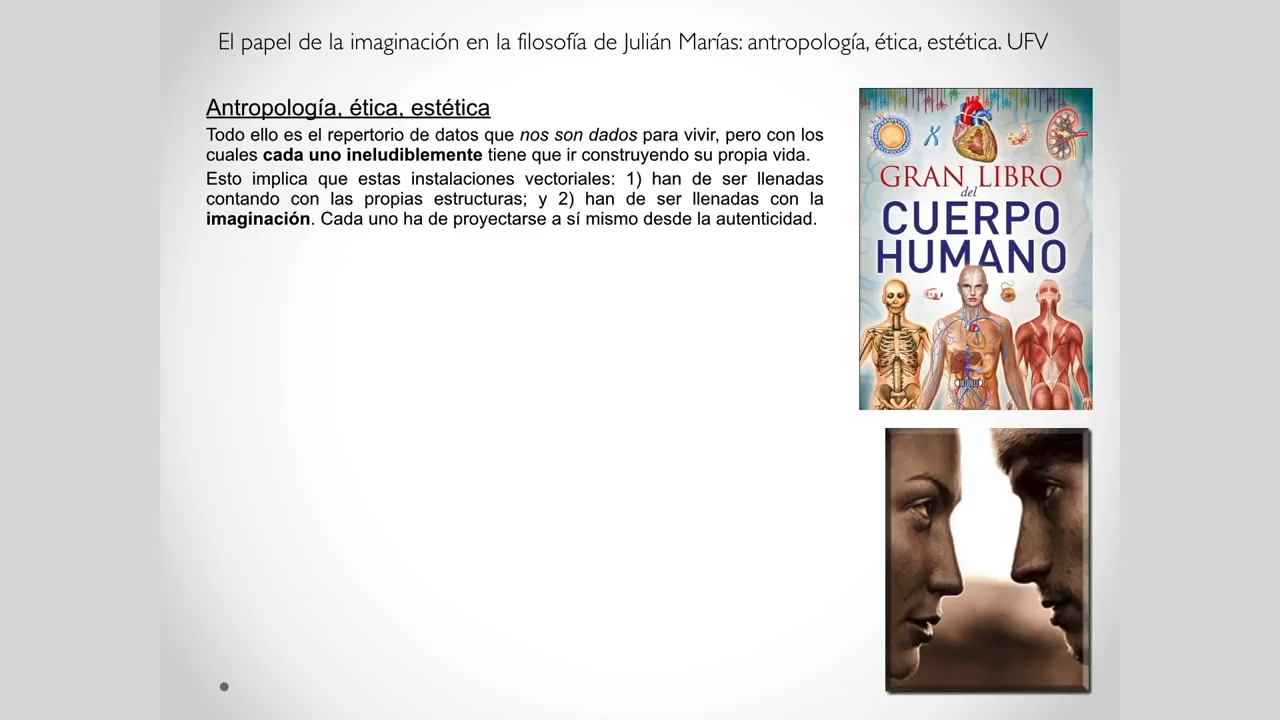 El papel de la imaginación en la filosofía de Julián Marías: antropología, ética, estética. UFV
Antropología, ética, estética
Todo ello es el repertorio de datos que nos son dados para vivir, pero con los
cuales cada uno ineludiblemente tiene que ir construyendo su propia vida.
Esto implica que estas instalaciones vectoriales: 1) han de ser llenadas
contando con las propias estructuras; y 2) han de ser llenadas con la
imaginación. Cada uno ha de proyectarse a sí mismo desde la autenticidad.
GRAN LIBRO
del
CUERPO
HUMANO